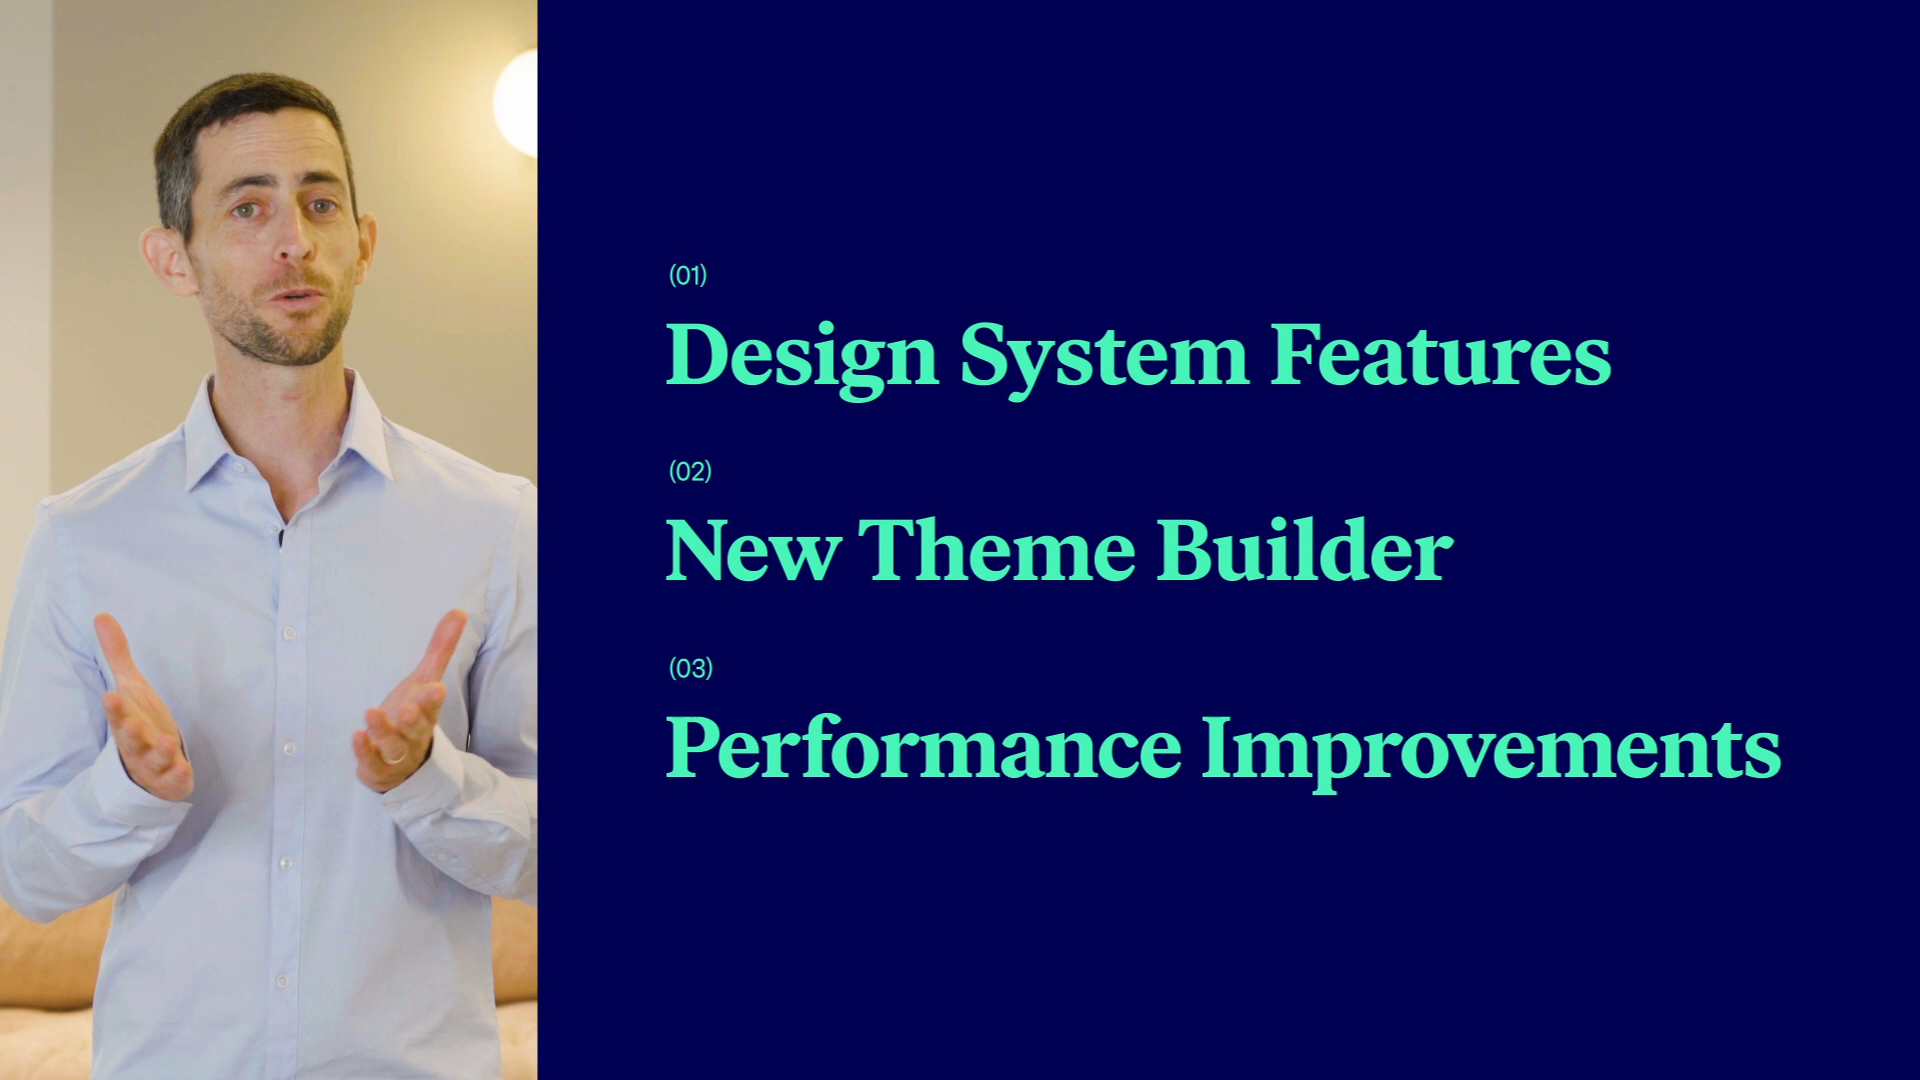 (01)
Design System Features
(02)
New Theme Builder
(03)
Performance Improvements